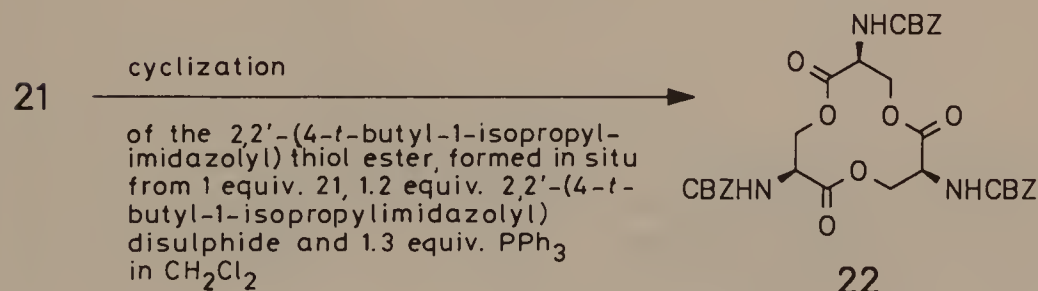 21
cyclization
of the 2,2'-(4-t-butyl-1-isopropyl-
imidazolyl) thiol ester, formed in situ
from 1 equiv. 21, 1.2 equiv. 2,2'-(4-t-
butyl-1-isopropylimidazolyl)
disulphide and 1.3 equiv. PPh3
in CH2Cl2
NHCBZ
O
O
O
O
CBZHN
O
NHCBZ
O
22